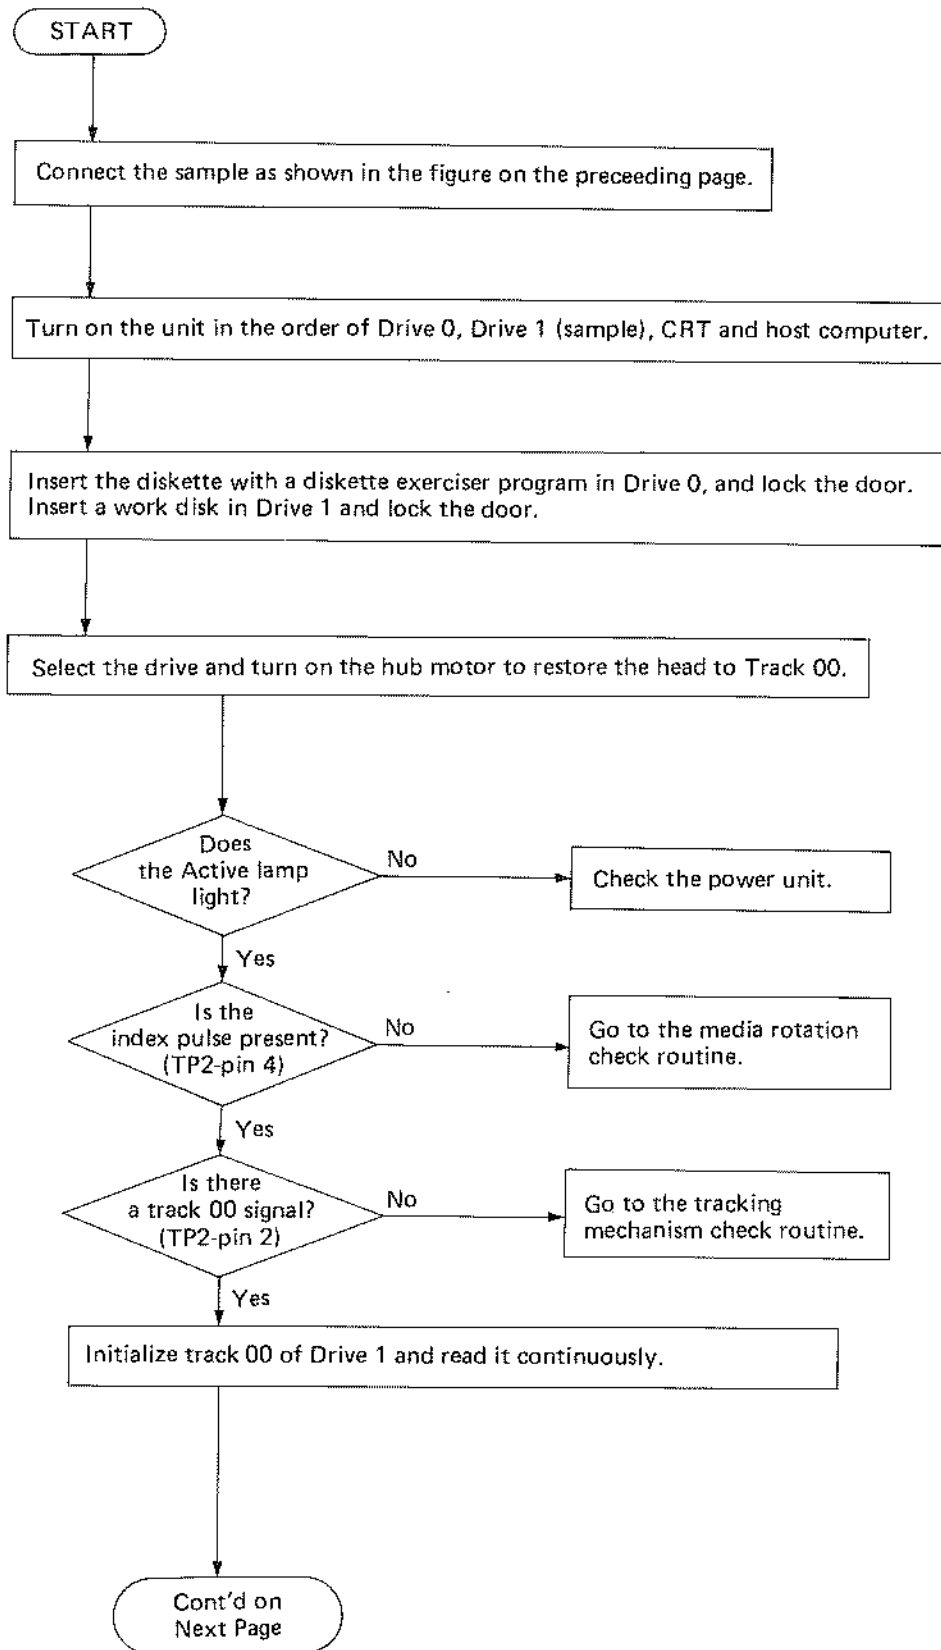 START
Connect the sample as shown in the figure on the preceeding page.
Turn on the unit in the order of Drive 0, Drive 1 (sample), CRT and host computer.
Insert the diskette with a diskette exerciser program in Drive 0, and lock the door.
Insert a work disk in Drive 1 and lock the door.
Select the drive and turn on the hub motor to restore the head to Track 00.
Does
the Active lamp
light?
No
Check the power unit.
Yes
Is the
index pulse present?
(TP2-pin 4)
No
Go to the media rotation
check routine.
Yes
Is there
a track 00 signal?
(TP2-pin 2)
No
Go to the tracking
mechanism check routine.
Yes
Initialize track 00 of Drive 1 and read it continuously.
Cont'd on
Next Page